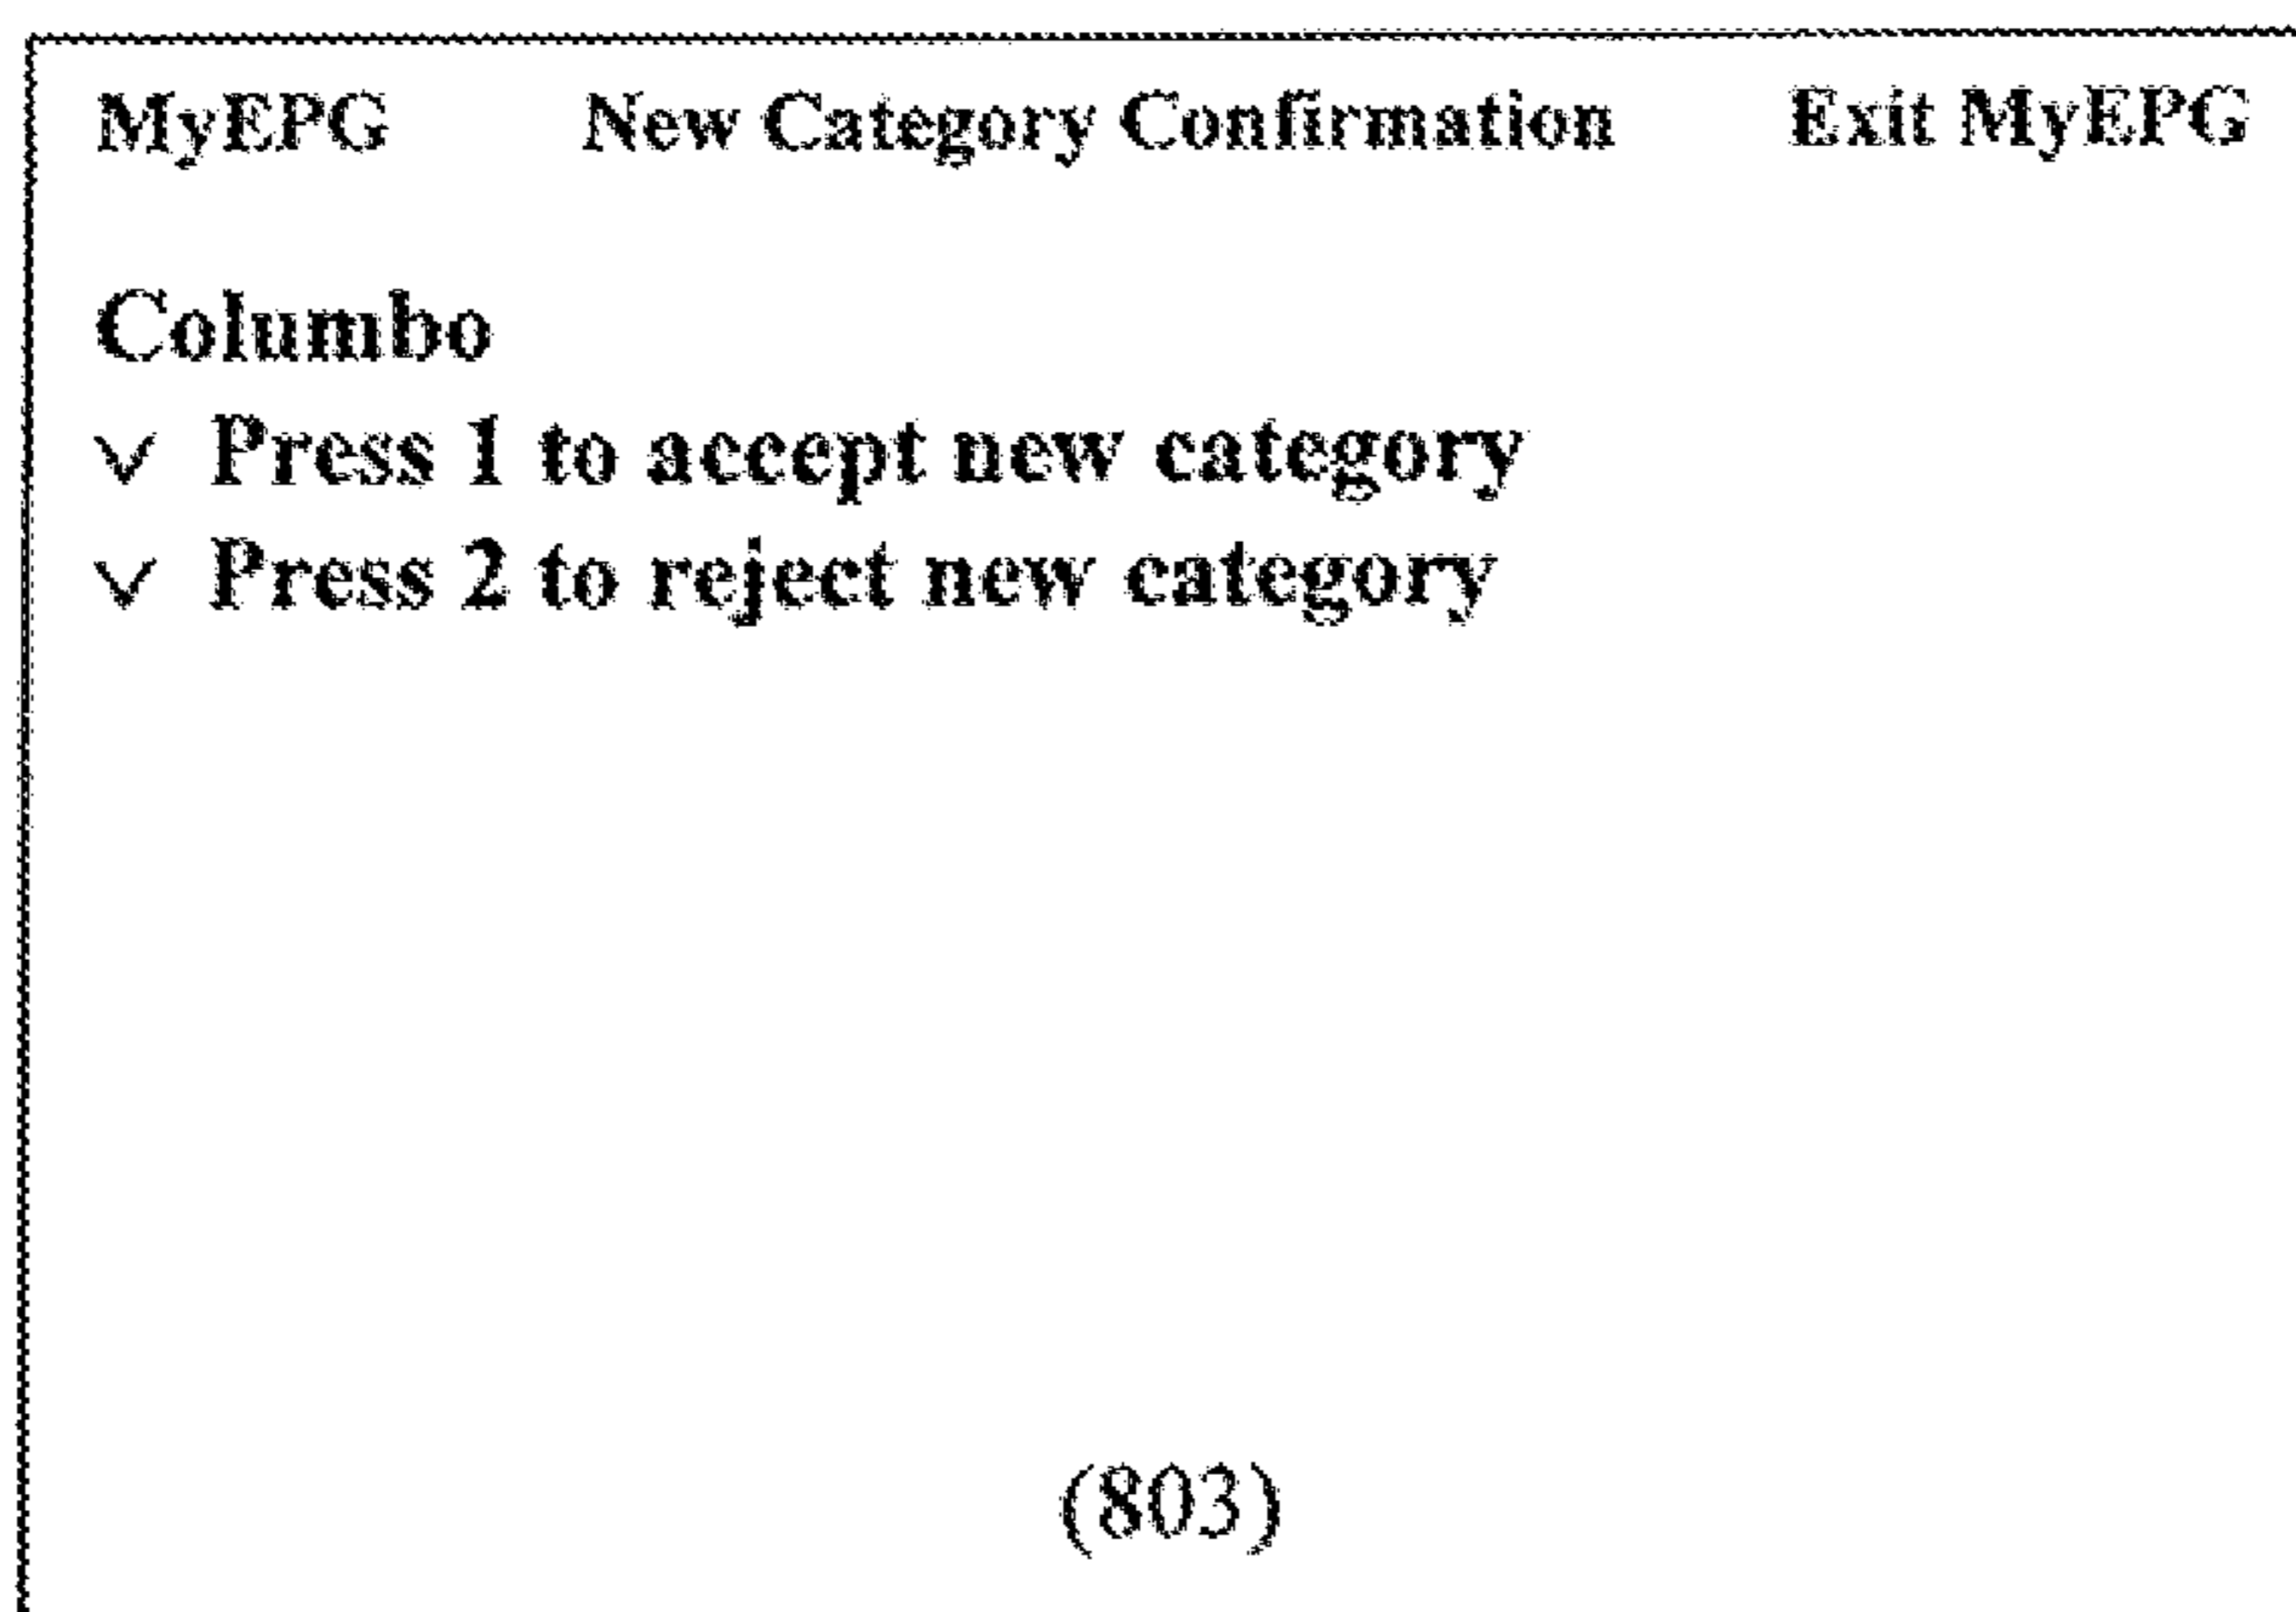 MyEPG New Category Confirmation Exit MyEPG
Columbo
Press 1 to accept new category
Press 2 to reject new category
(803)